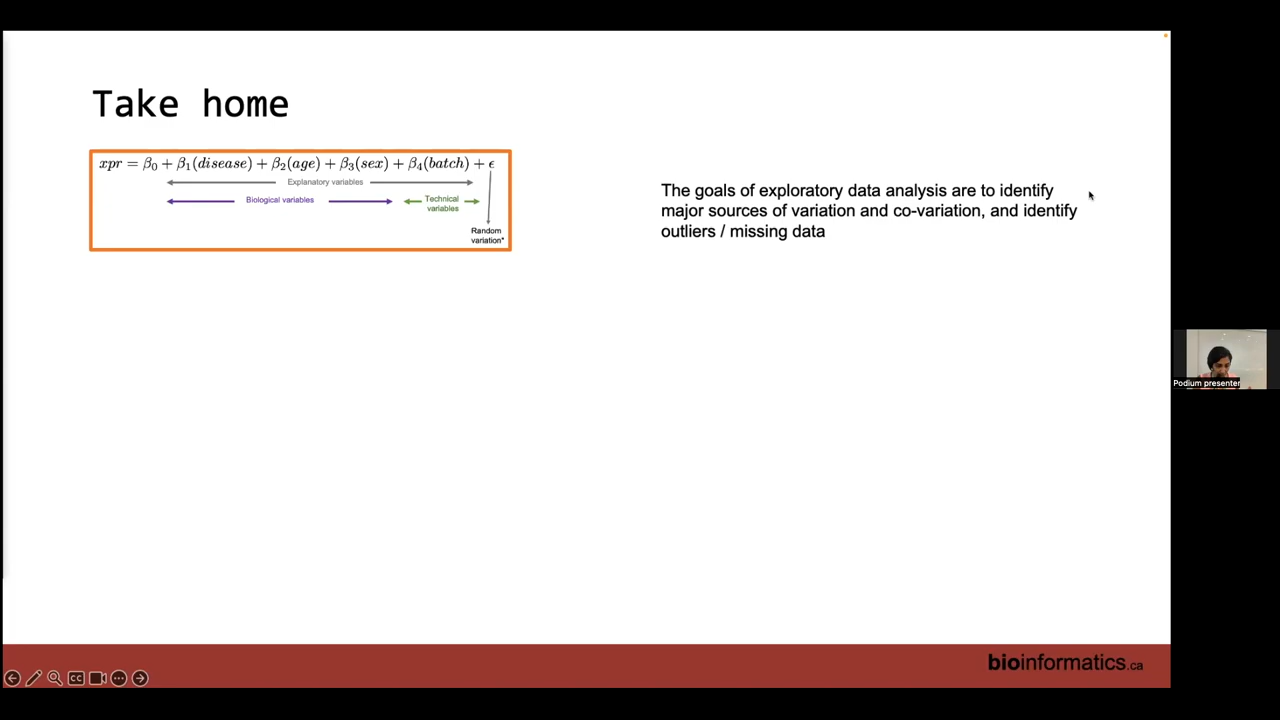 Take home
xpr = β0 + β1(disease) + β2(age) + β3(sex) + β4(batch) + ϵ
Explanatory variables
Biological variables
Technical
variables
Random
variation*
The goals of exploratory data analysis are to identify
major sources of variation and co-variation, and identify
outliers / missing data
Podium presenter
bioinformatics.ca
CC